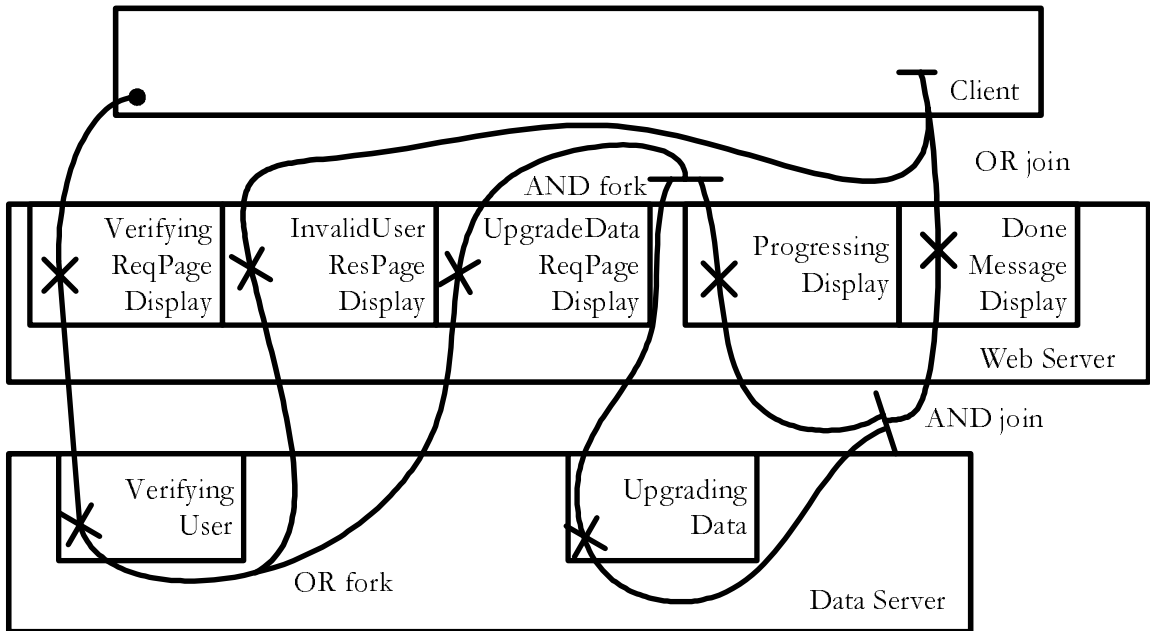 Client
OR join
AND fork
Verifying
ReqPage
Display
InvalidUser
ResPage
Display
UpgradeData
ReqPage
Display
Progressing
Display
Done
Message
Display
Web Server
AND join
Verifying
User
Upgrading
Data
OR fork
Data Server